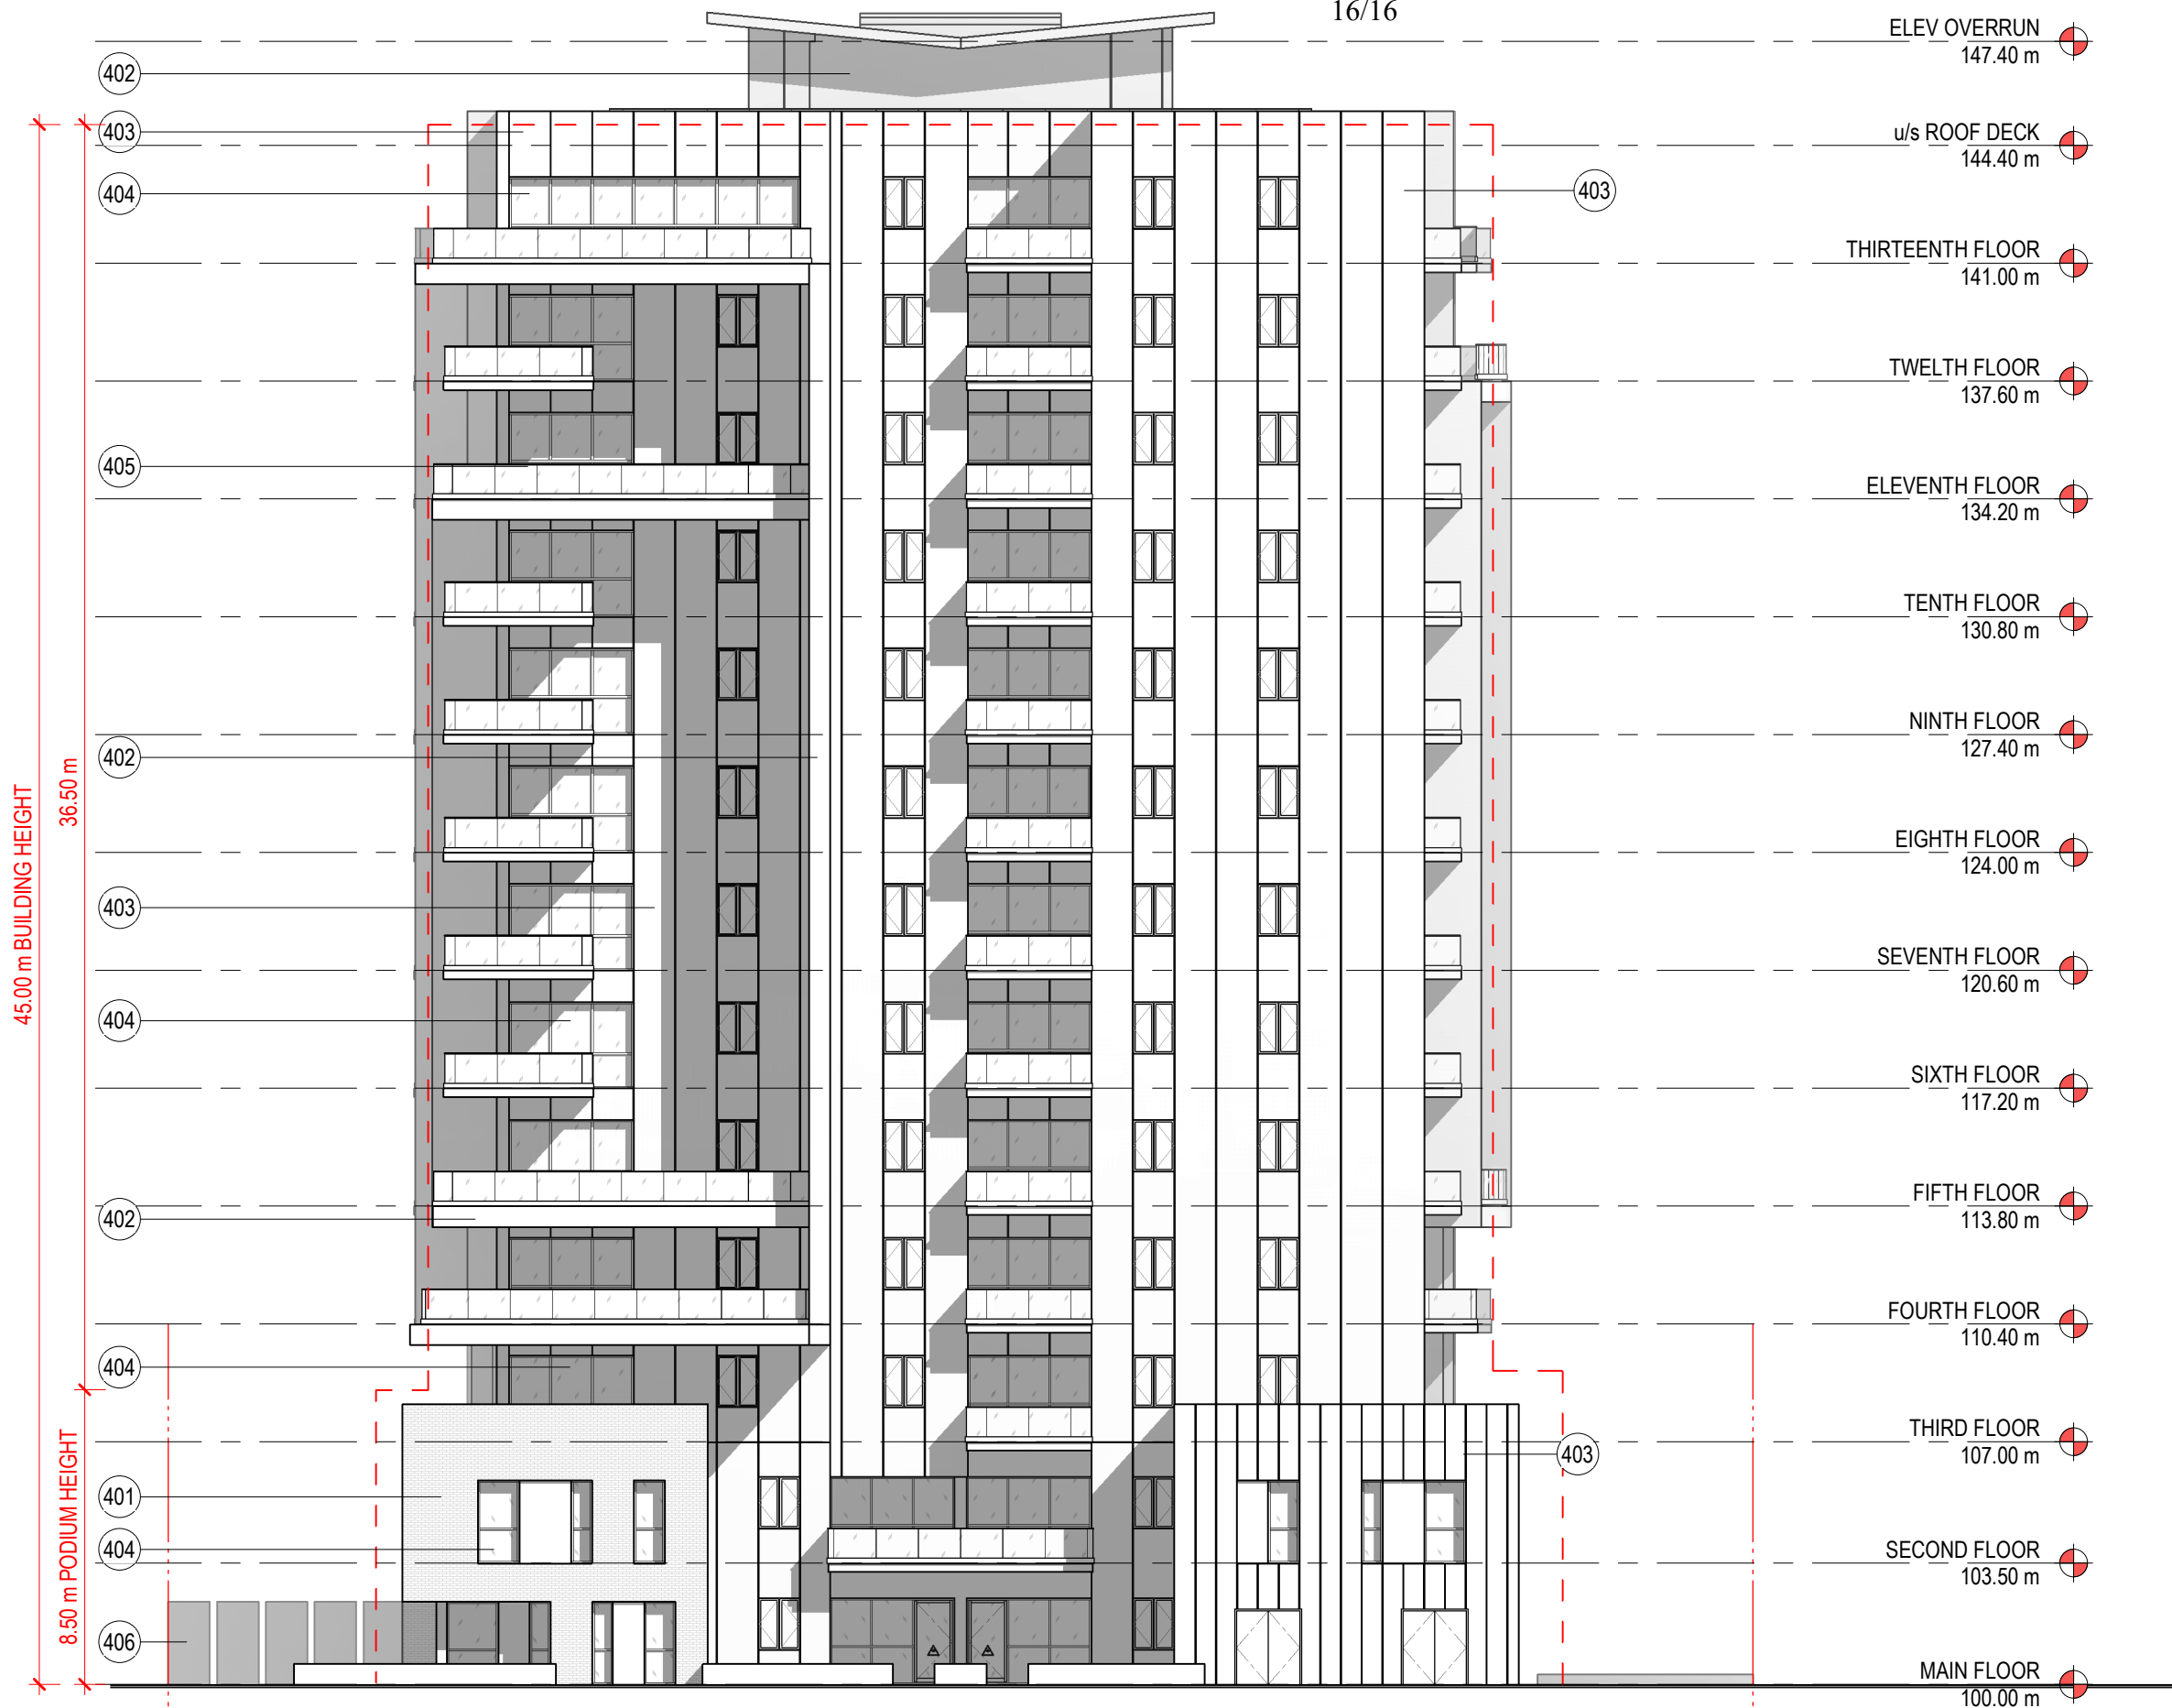 16/16
ELEV OVERRUN
147.40 m
402
403
u/s ROOF DECK
144.40 m
404
403
THIRTEENTH FLOOR
141.00 m
TWELTH FLOOR
137.60 m
405
ELEVENTH FLOOR
134.20 m
TENTH FLOOR
130.80 m
NINTH FLOOR
127.40 m
402
36.50 m
45.00 m BUILDING HEIGHT
EIGHTH FLOOR
124.00 m
403
SEVENTH FLOOR
120.60 m
404
SIXTH FLOOR
117.20 m
FIFTH FLOOR
113.80 m
402
FOURTH FLOOR
110.40 m
404
THIRD FLOOR
107.00 m
403
8.50 m PODIUM HEIGHT
401
404
SECOND FLOOR
103.50 m
406
MAIN FLOOR
100.00 m